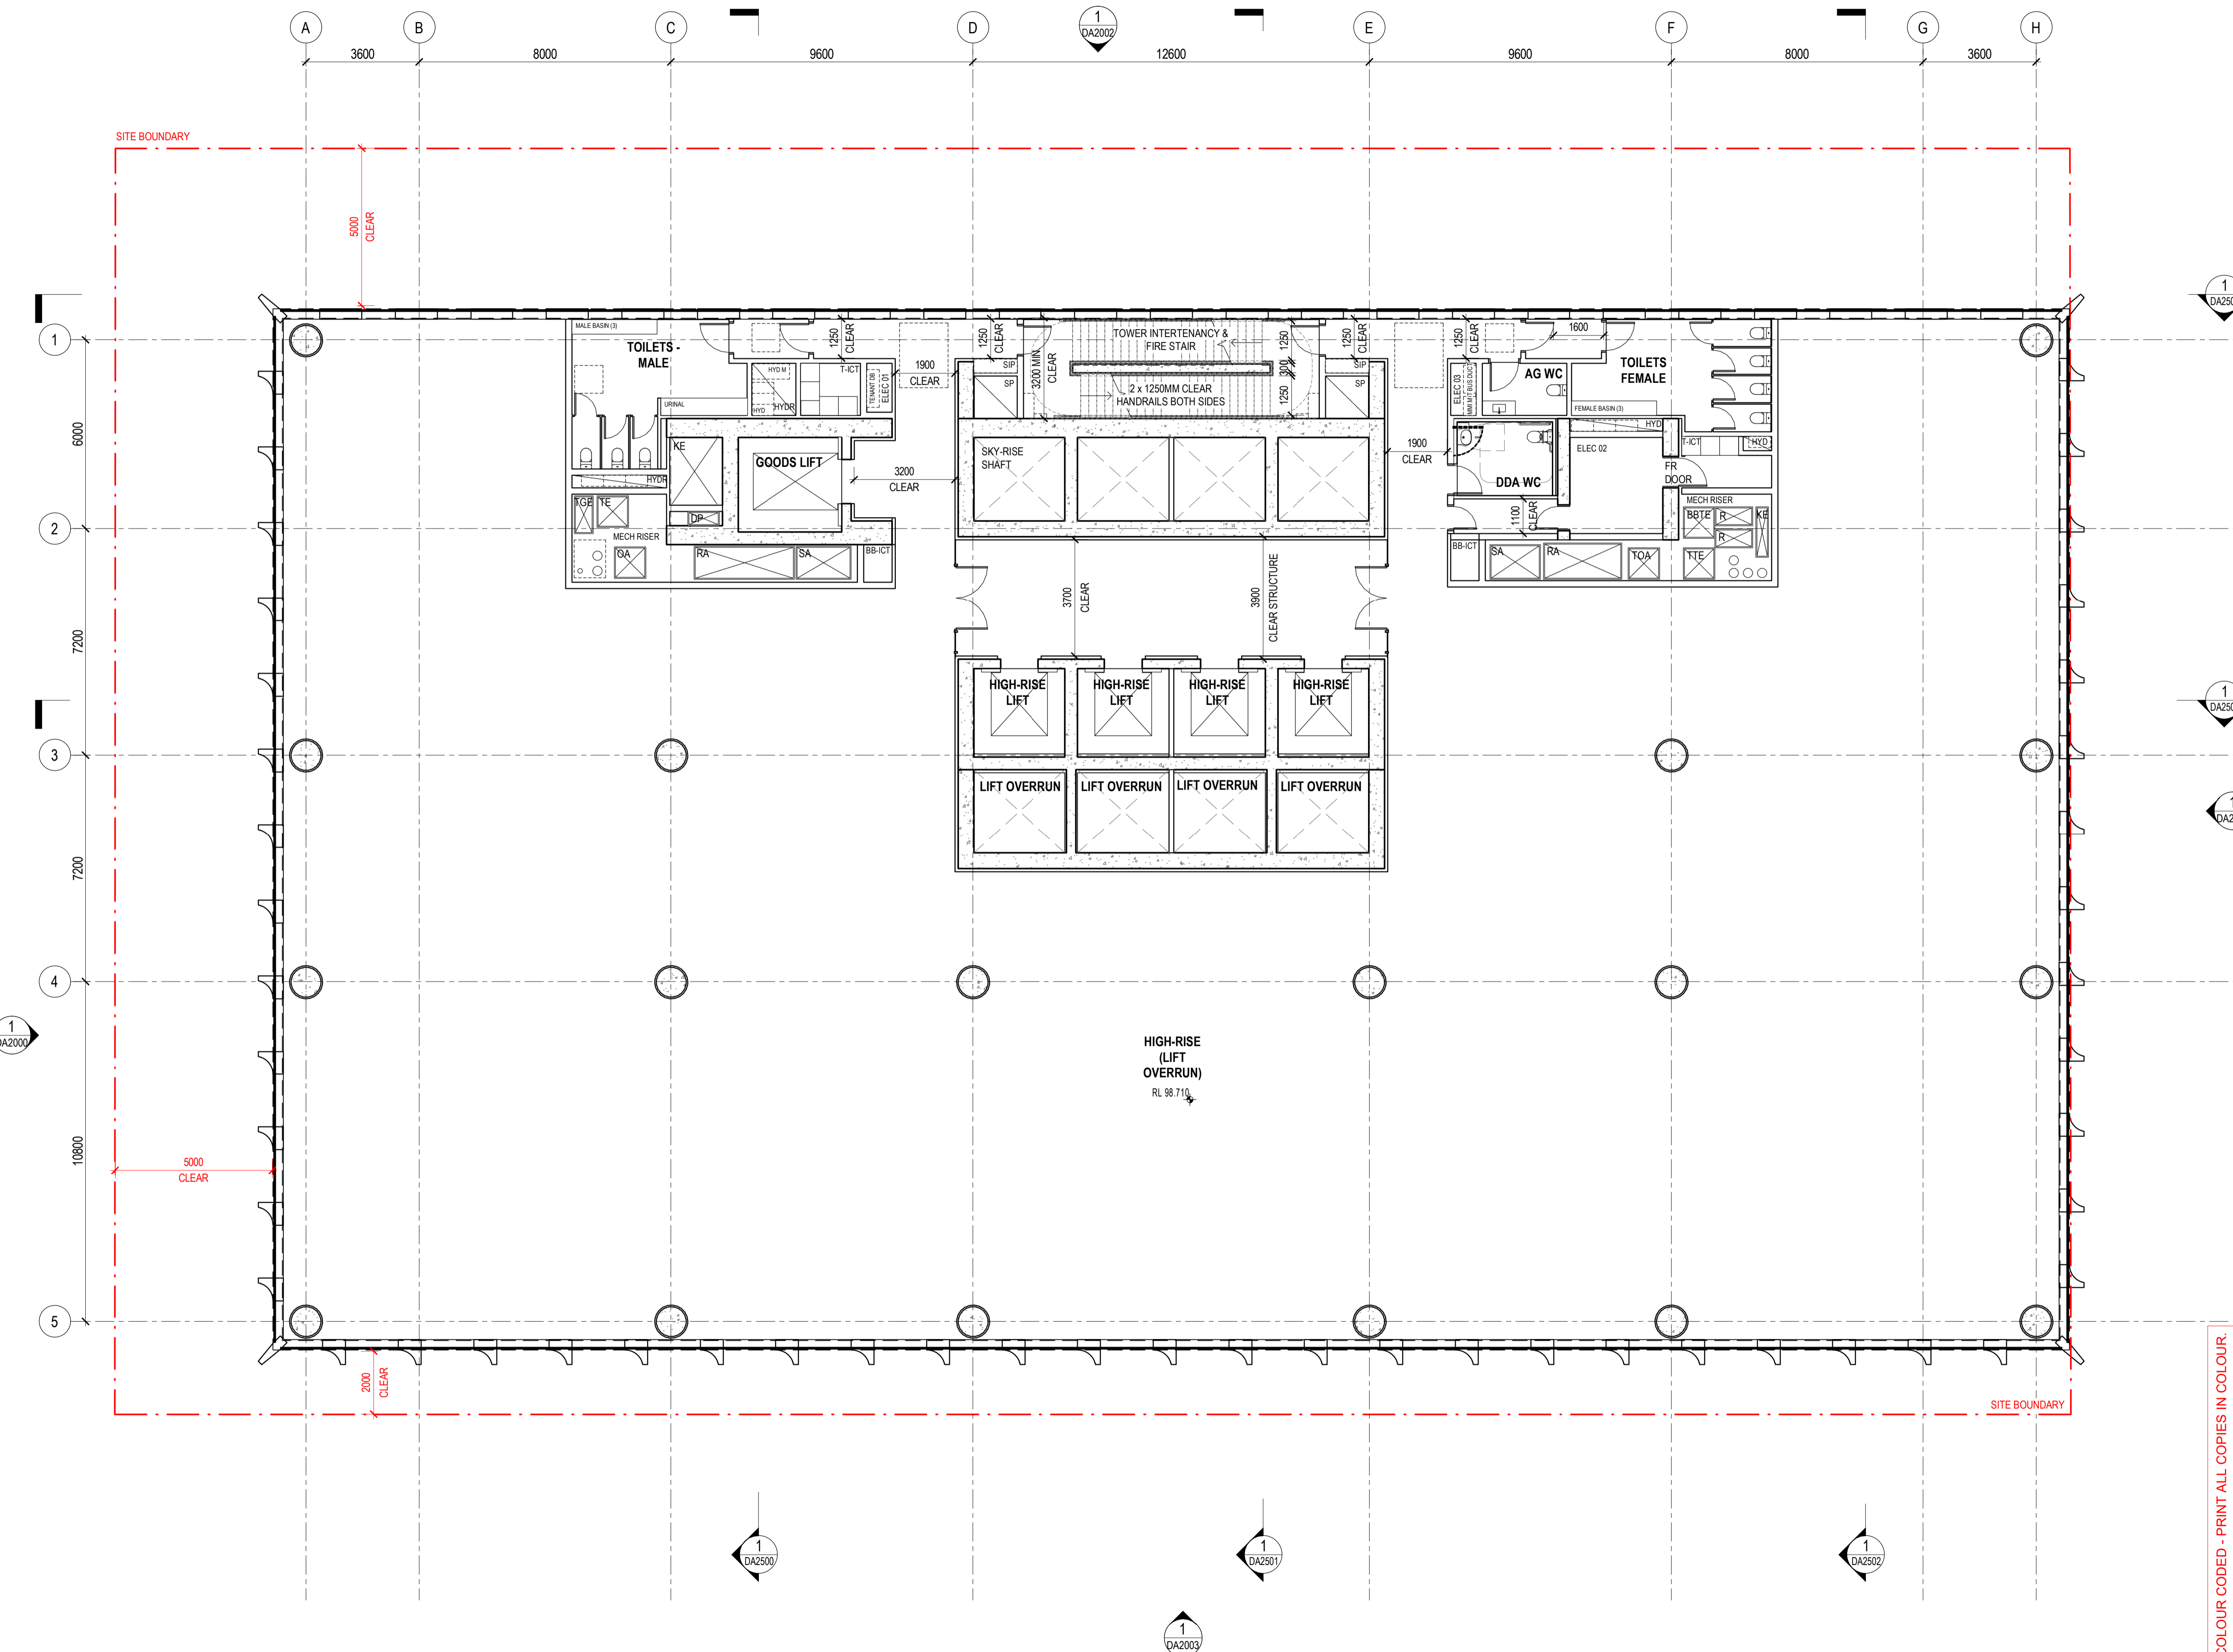 A
B
C
D
1
DA2002
E
F
G
H
3600
8000
9600
12600
9600
8000
3600
SITE BOUNDARY
5000
CLEAR
1
1
MALE BASIN (3)
TOILETS -
MALE
1250
CLEAR
HYD M
T-ICT
TENANT DB
ELEC 01
HYD
HYDR
URINAL
1900
CLEAR
1250
CLEAR
SIP
SP
3200 MIN
CLEAR
TOWER INTERTENANCY &
FIRE STAIR
2 x 1250MM CLEAR
HANDRAILS BOTH SIDES
1250
300
1250
1250
CLEAR
SIP
SP
1250
CLEAR
1600
TOILETS
FEMALE
AG WC
ELEC 03
FEMALE BASIN (3)
HYD
6000
KE
GOODS LIFT
HYDR
TGE
TE
DP
MECH RISER
OA
RA
SA
BB-ICT
3200
CLEAR
SKY-RISE
SHAFT
1900
CLEAR
DDA WC
ELEC 02
T-ICT
HYD
FR
DOOR
1100
CLEAR
MECH RISER
BBTE
R
KE
R
BB-ICT
SA
RA
TOA
TTE
2
7200
3700
CLEAR
3900
CLEAR STRUCTURE
HIGH-RISE
LIFT
HIGH-RISE
LIFT
HIGH-RISE
LIFT
HIGH-RISE
LIFT
1
3
LIFT OVERRUN
LIFT OVERRUN
LIFT OVERRUN
LIFT OVERRUN
7200
4
1
DA2000
HIGH-RISE
(LIFT
OVERRUN)
RL 98.710
10800
5000
CLEAR
5
2000
CLEAR
SITE BOUNDARY
COLOUR CODED - PRINT ALL COPIES IN COLOUR.
1
DA2500
1
DA2501
1
DA2502
1
DA2003